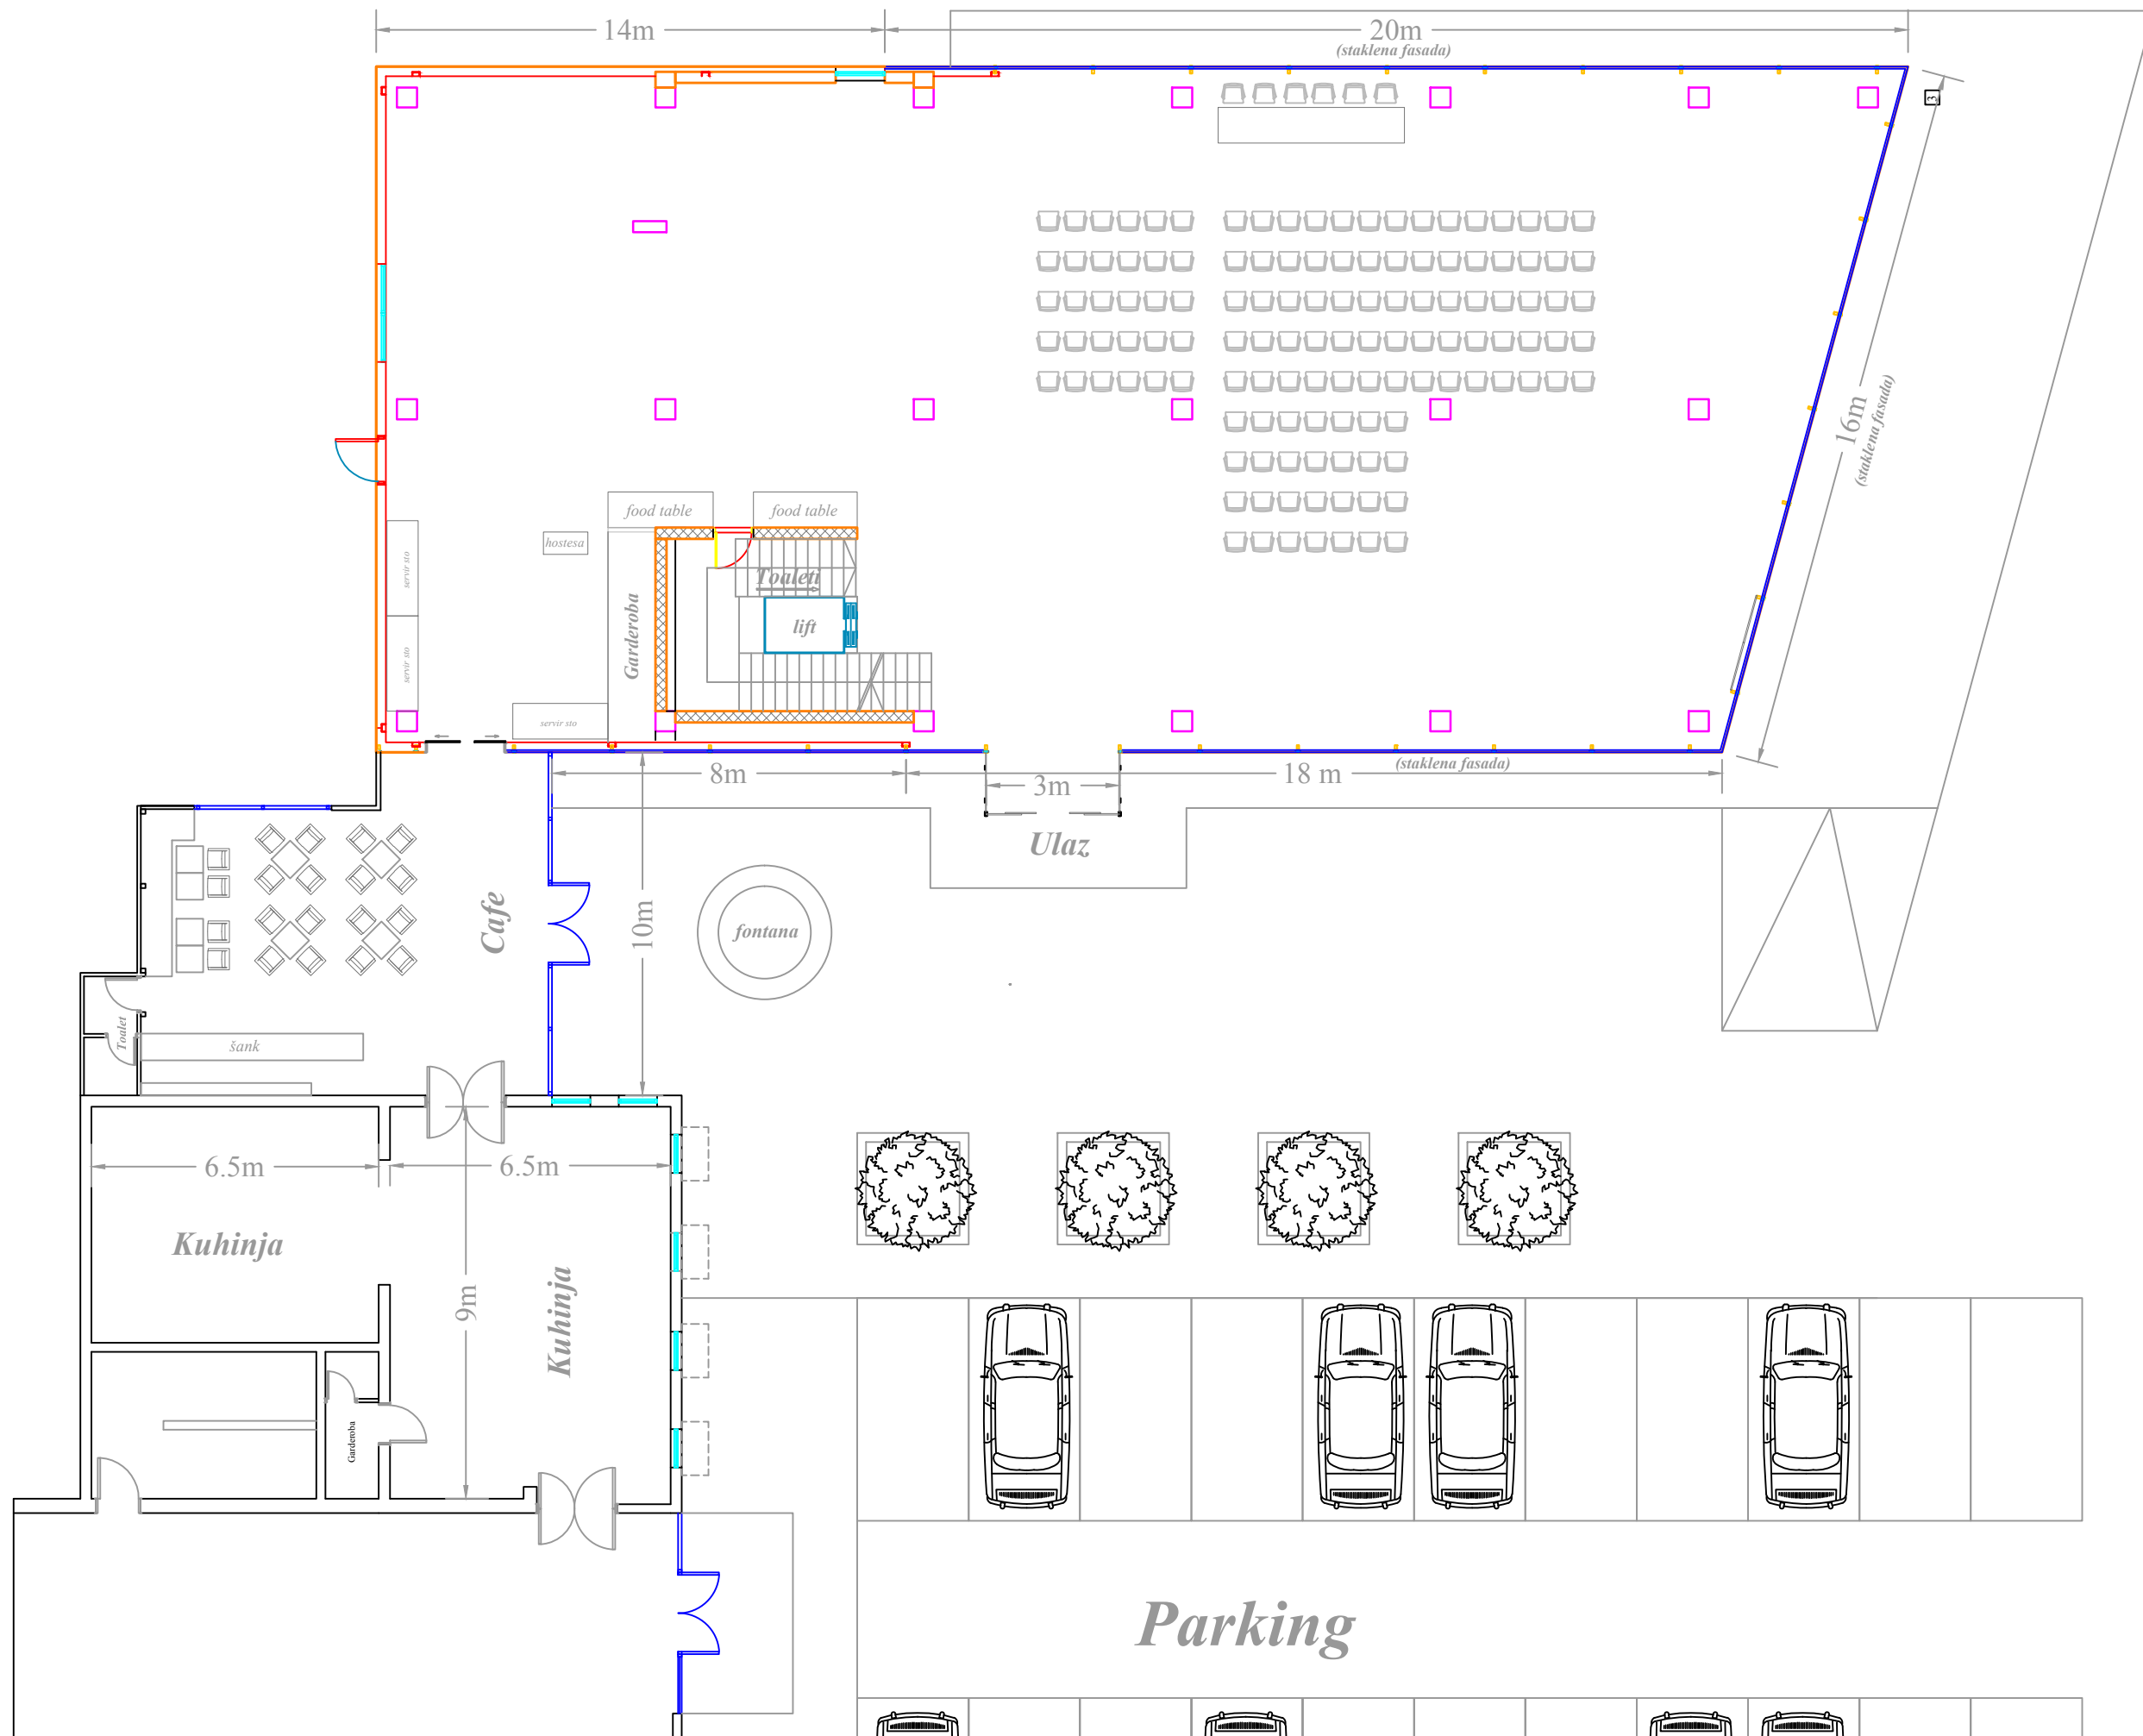 14m
20m
(staklena fasada)
3
16m
(staklena fasada)
food table
food table
hostesa
servir sto
Toaleti
Garderoba
lift
servir sto
servir sto
8m
3m
18 m
(staklena fasada)
Ulaz
Cafe
10m
fontana
Toalet
šank
6.5m
6.5m
Kuhinja
9m
Kuhinja
Garderoba
Parking